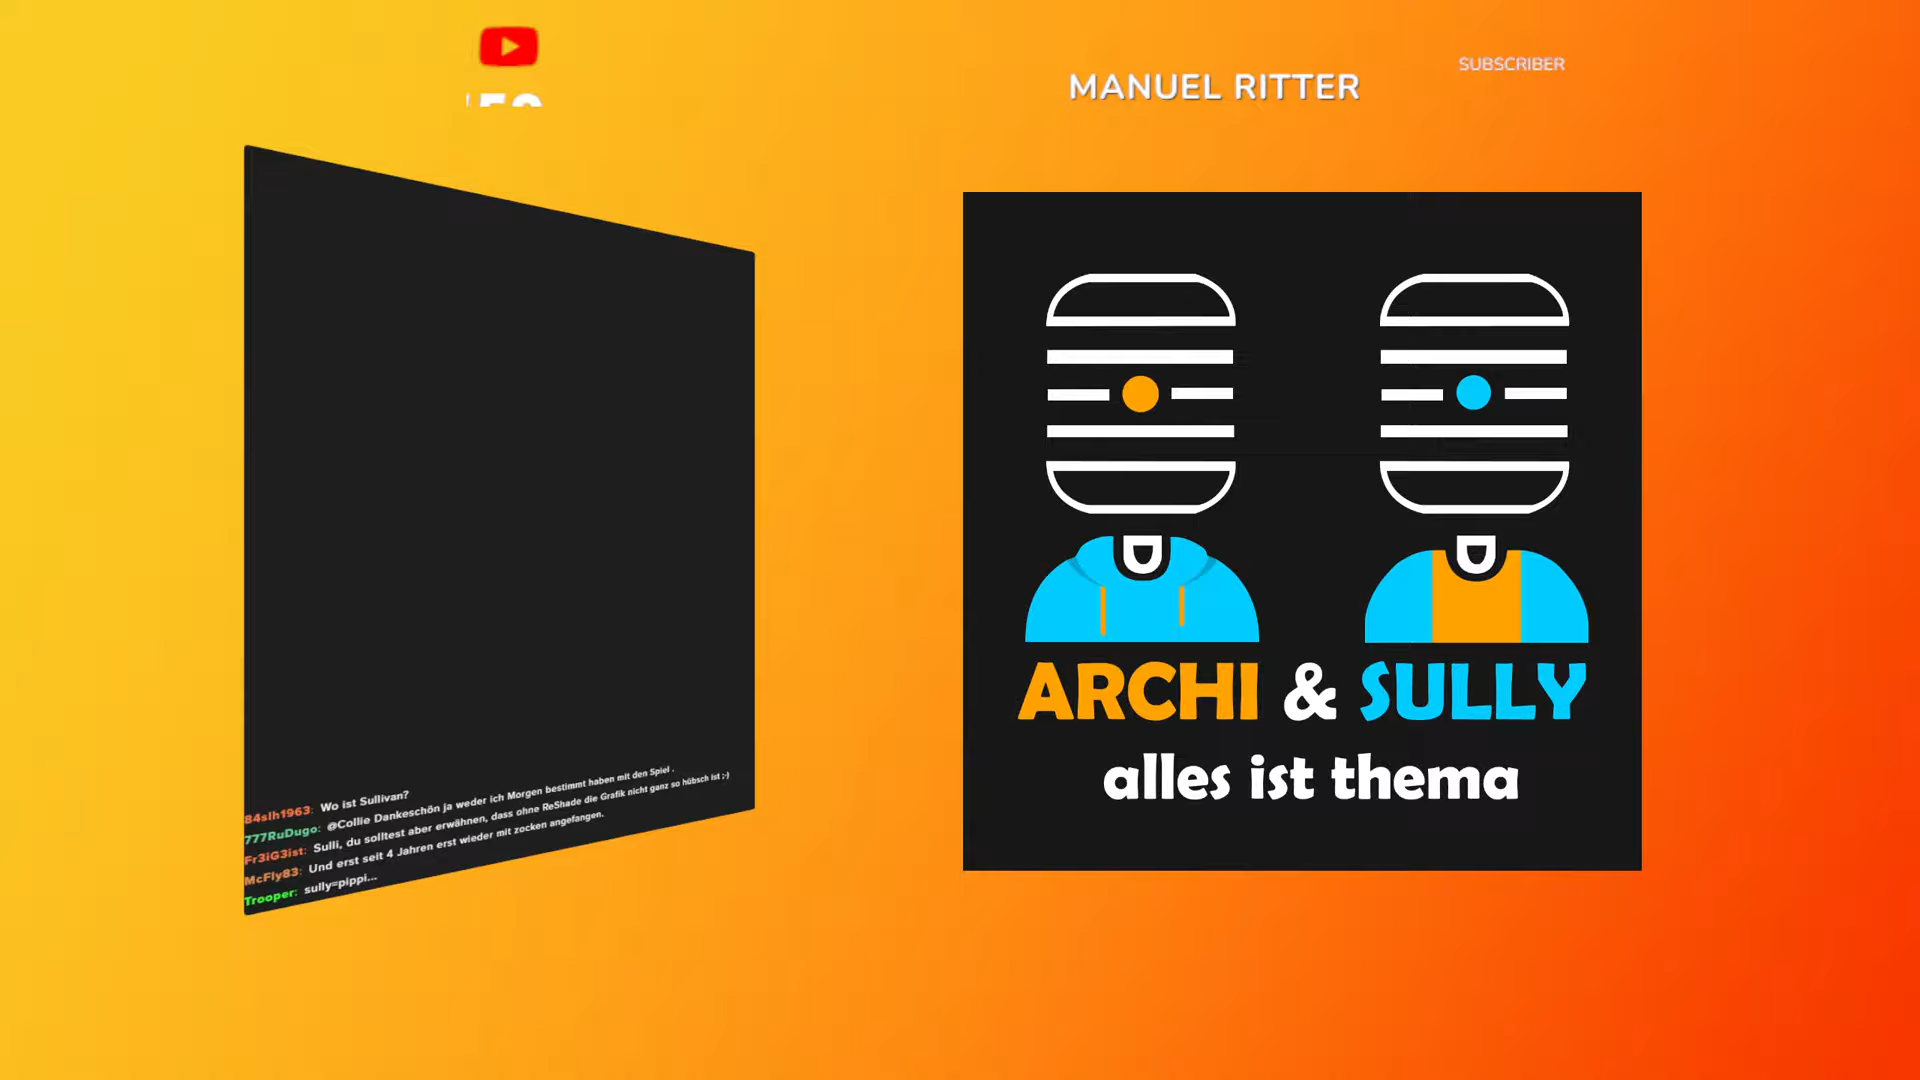 MANUEL RITTER
SUBSCRIBER
84slh1963: Wo ist Sullivan?
777RuDugo: @Collie Dankeschön ja weder ich Morgen bestimmt haben mit den Spiel .
Fr3iG3ist: Sulli, du solltest aber erwähnen, dass ohne ReShade die Grafik nicht ganz so hübsch ist ;-)
McFly83: Und erst seit 4 Jahren erst wieder mit zocken angefangen.
Trooper: sully=pippi...
ARCHI & SULLY
alles ist thema